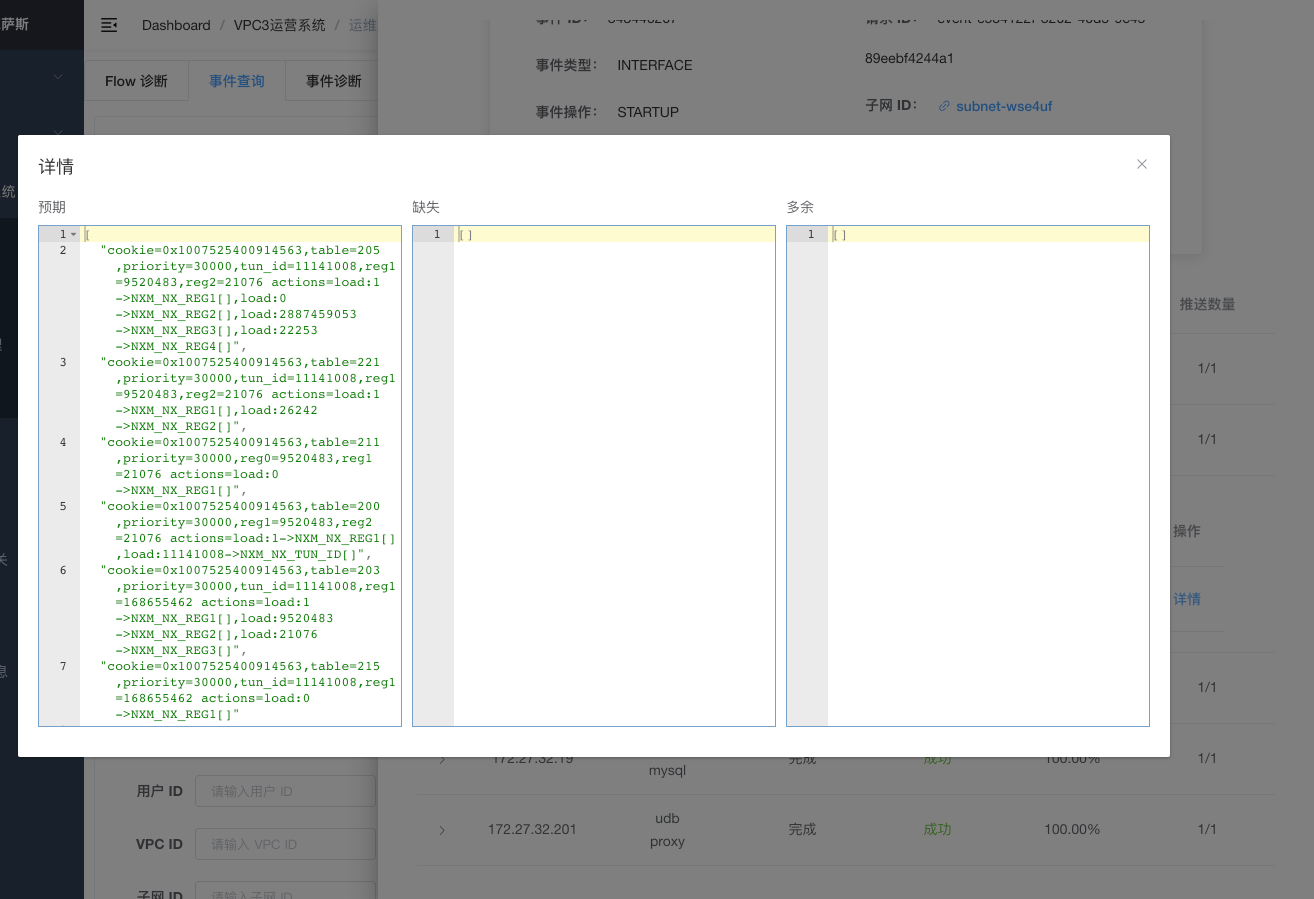 萨斯
Dashboard / VPC3运营系统 / 运维
Flow 诊断
事件查询
事件诊断
89eebf4244a1
事件类型： INTERFACE
子网 ID： subnet-wse4uf
事件操作： STARTUP
统
详情
预期
缺失
多余
1 [
2 "cookie=0x1007525400914563,table=205
,priority=30000,tun_id=11141008,reg1
=9520483,reg2=21076 actions=load:1
->NXM_NX_REG1[],load:0
->NXM_NX_REG2[],load:2887459053
->NXM_NX_REG3[],load:22253
->NXM_NX_REG4[]",
3 "cookie=0x1007525400914563,table=221
,priority=30000,tun_id=11141008,reg1
=9520483,reg2=21076 actions=load:1
->NXM_NX_REG1[],load:26242
->NXM_NX_REG2[]",
4 "cookie=0x1007525400914563,table=211
,priority=30000,reg0=9520483,reg1
=21076 actions=load:0
->NXM_NX_REG1[]",
5 "cookie=0x1007525400914563,table=200
,priority=30000,reg1=9520483,reg2
=21076 actions=load:1->NXM_NX_REG1[]
,load:11141008->NXM_NX_TUN_ID[]",
6 "cookie=0x1007525400914563,table=203
,priority=30000,tun_id=11141008,reg1
=168655462 actions=load:1
->NXM_NX_REG1[],load:9520483
->NXM_NX_REG2[],load:21076
->NXM_NX_REG3[]",
7 "cookie=0x1007525400914563,table=215
,priority=30000,tun_id=11141008,reg1
=168655462 actions=load:0
->NXM_NX_REG1[]"
1 []
1 []
推送数量
1/1
1/1
操作
详情
1/1
172.27.32.19 mysql 完成 成功 100.00% 1/1
172.27.32.201 udb proxy 完成 成功 100.00% 1/1
用户 ID 请输入用户 ID
VPC ID 请输入 VPC ID
子网 ID 请输入子网 ID